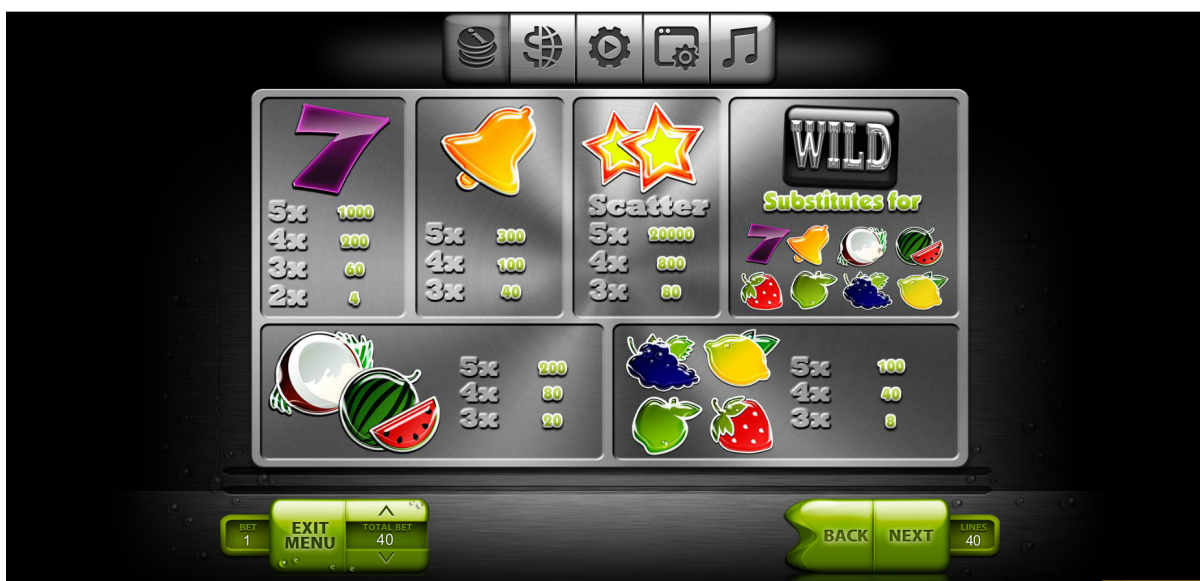 5x 1000
4x 200
3x 60
2x 4
5x 300
4x 100
3x 40
Scatter
5x 20000
4x 800
3x 80
WILD
Substitutes for
5x 200
4x 80
3x 20
5x 100
4x 40
3x 8
BET
1
EXIT
MENU
TOTAL BET
40
BACK
NEXT
LINES
40